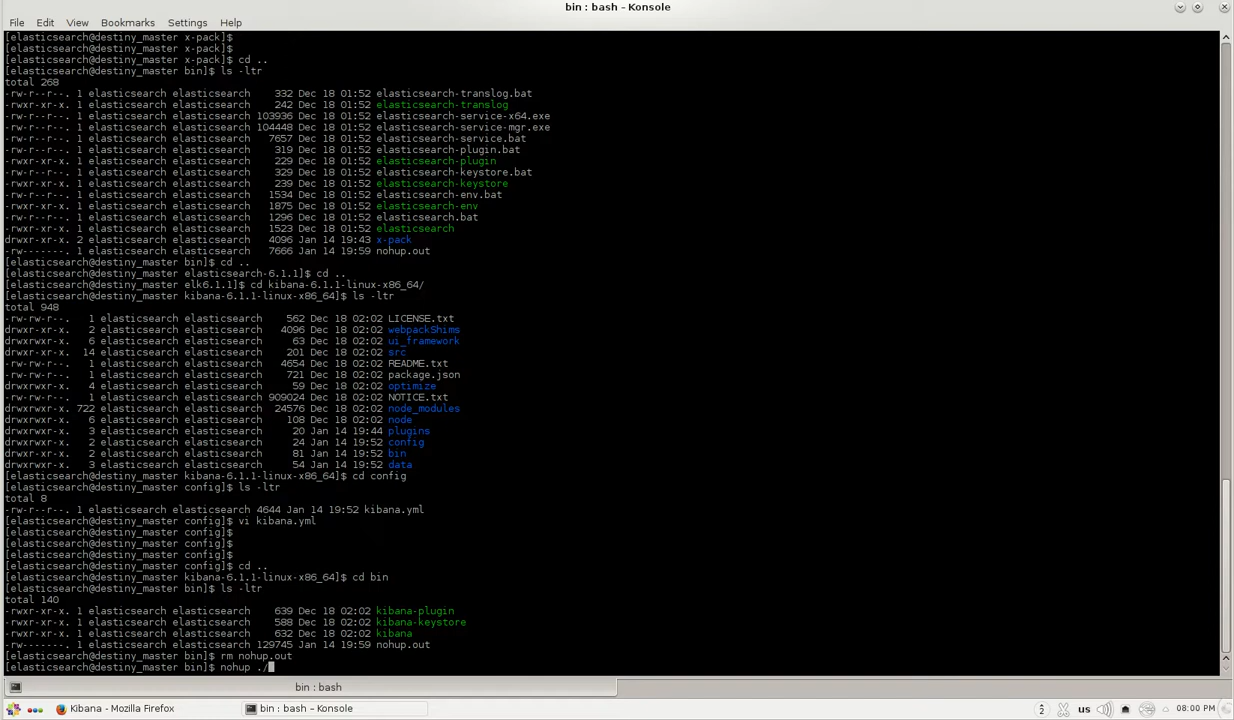 bin : bash – Konsole
File Edit View Bookmarks Settings Help
[elasticsearch@destiny_master x-pack]$
[elasticsearch@destiny_master x-pack]$
[elasticsearch@destiny_master x-pack]$ cd ..
[elasticsearch@destiny_master bin]$ ls -ltr
total 268
-rw-r--r--. 1 elasticsearch elasticsearch 332 Dec 18 01:52 elasticsearch-translog.bat
-rwxr-xr-x. 1 elasticsearch elasticsearch 242 Dec 18 01:52 elasticsearch-translog
-rw-r--r--. 1 elasticsearch elasticsearch 103936 Dec 18 01:52 elasticsearch-service-x64.exe
-rw-r--r--. 1 elasticsearch elasticsearch 104448 Dec 18 01:52 elasticsearch-service-mgr.exe
-rw-r--r--. 1 elasticsearch elasticsearch 7657 Dec 18 01:52 elasticsearch-service.bat
-rw-r--r--. 1 elasticsearch elasticsearch 319 Dec 18 01:52 elasticsearch-plugin.bat
-rwxr-xr-x. 1 elasticsearch elasticsearch 229 Dec 18 01:52 elasticsearch-plugin
-rw-r--r--. 1 elasticsearch elasticsearch 329 Dec 18 01:52 elasticsearch-keystore.bat
-rwxr-xr-x. 1 elasticsearch elasticsearch 239 Dec 18 01:52 elasticsearch-keystore
-rw-r--r--. 1 elasticsearch elasticsearch 1534 Dec 18 01:52 elasticsearch-env.bat
-rwxr-xr-x. 1 elasticsearch elasticsearch 1875 Dec 18 01:52 elasticsearch-env
-rw-r--r--. 1 elasticsearch elasticsearch 1296 Dec 18 01:52 elasticsearch.bat
-rwxr-xr-x. 1 elasticsearch elasticsearch 1523 Dec 18 01:52 elasticsearch
drwxr-xr-x. 2 elasticsearch elasticsearch 4096 Jan 14 19:43 x-pack
-rw-------. 1 elasticsearch elasticsearch 7666 Jan 14 19:59 nohup.out
[elasticsearch@destiny_master bin]$ cd ..
[elasticsearch@destiny_master elasticsearch-6.1.1]$ cd ..
[elasticsearch@destiny_master elk6.1.1]$ cd kibana-6.1.1-linux-x86_64/
[elasticsearch@destiny_master kibana-6.1.1-linux-x86_64]$ ls -ltr
total 948
-rw-rw-r--. 1 elasticsearch elasticsearch 562 Dec 18 02:02 LICENSE.txt
drwxrwxr-x. 2 elasticsearch elasticsearch 4096 Dec 18 02:02 webpackShims
drwxrwxr-x. 6 elasticsearch elasticsearch 63 Dec 18 02:02 ui_framework
drwxrwxr-x. 14 elasticsearch elasticsearch 201 Dec 18 02:02 src
-rw-rw-r--. 1 elasticsearch elasticsearch 4654 Dec 18 02:02 README.txt
-rw-rw-r--. 1 elasticsearch elasticsearch 721 Dec 18 02:02 package.json
drwxrwxr-x. 4 elasticsearch elasticsearch 59 Dec 18 02:02 optimize
-rw-rw-r--. 1 elasticsearch elasticsearch 909024 Dec 18 02:02 NOTICE.txt
drwxrwxr-x. 722 elasticsearch elasticsearch 24576 Dec 18 02:02 node_modules
drwxrwxr-x. 6 elasticsearch elasticsearch 108 Dec 18 02:02 node
drwxrwxr-x. 3 elasticsearch elasticsearch 20 Jan 14 19:44 plugins
drwxrwxr-x. 2 elasticsearch elasticsearch 24 Jan 14 19:52 config
drwxrwxr-x. 2 elasticsearch elasticsearch 81 Jan 14 19:52 bin
drwxrwxr-x. 3 elasticsearch elasticsearch 54 Jan 14 19:52 data
[elasticsearch@destiny_master kibana-6.1.1-linux-x86_64]$ cd config
[elasticsearch@destiny_master config]$ ls -ltr
total 8
-rw-r--r--. 1 elasticsearch elasticsearch 4644 Jan 14 19:52 kibana.yml
[elasticsearch@destiny_master config]$ vi kibana.yml
[elasticsearch@destiny_master config]$
[elasticsearch@destiny_master config]$
[elasticsearch@destiny_master config]$
[elasticsearch@destiny_master config]$ cd ..
[elasticsearch@destiny_master kibana-6.1.1-linux-x86_64]$ cd bin
[elasticsearch@destiny_master bin]$ ls -ltr
total 140
-rwxr-xr-x. 1 elasticsearch elasticsearch 639 Dec 18 02:02 kibana-plugin
-rwxr-xr-x. 1 elasticsearch elasticsearch 588 Dec 18 02:02 kibana-keystore
-rwxr-xr-x. 1 elasticsearch elasticsearch 632 Dec 18 02:02 kibana
-rw-------. 1 elasticsearch elasticsearch 129745 Jan 14 19:59 nohup.out
[elasticsearch@destiny_master bin]$ rm nohup.out
[elasticsearch@destiny_master bin]$ nohup ./
bin : bash
Kibana - Mozilla Firefox bin : bash – Konsole 2 us 08:00 PM